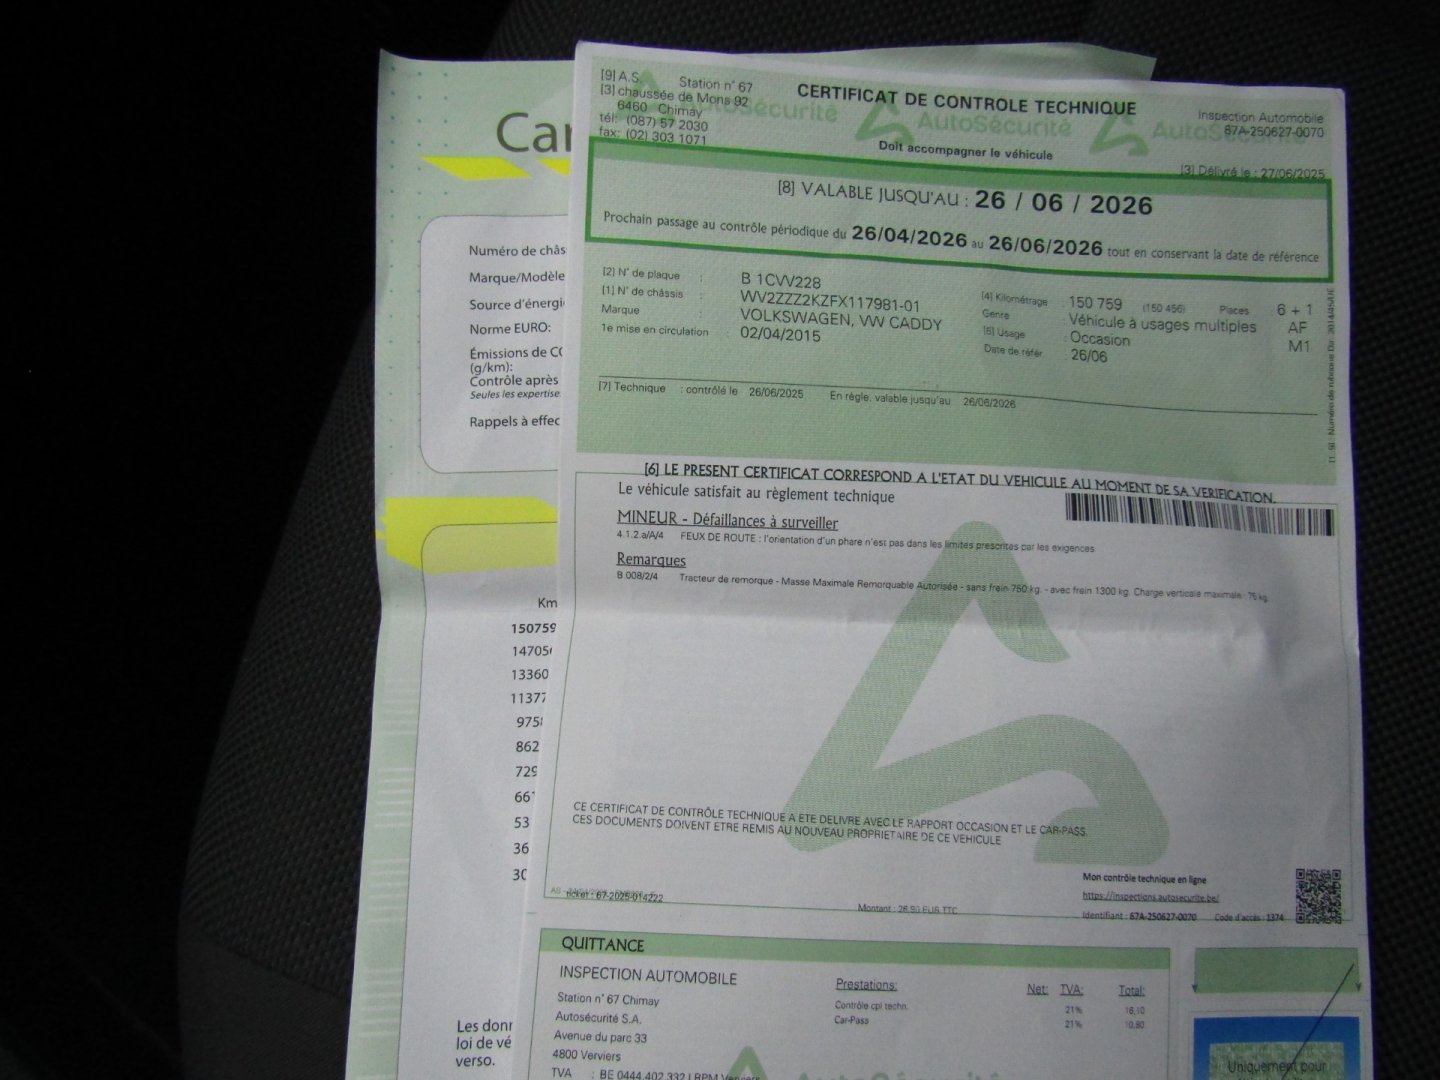 [9] A.S. Station n° 67
[3] chaussée de Mons 92
6460 Chimay
tél: (087) 57 2030
fax: (02) 303 1071
CERTIFICAT DE CONTROLE TECHNIQUE
AutoSécurité AutoSécurité
Doit accompagner le véhicule
Inspection Automobile
67A-250627-0070
[3] Délivré le : 27/06/2025
[8] VALABLE JUSQU'AU : 26 / 06 / 2026
Prochain passage au contrôle périodique du 26/04/2026 au 26/06/2026 tout en conservant la date de référence
[2] N° de plaque : B 1CVV228
[1] N° de châssis : WV2ZZZ2KZFX117981-01
Marque : VOLKSWAGEN, VW CADDY
1e mise en circulation : 02/04/2015
[4] Kilométrage : 150 759 (150 456) Places 6 + 1
Genre : Véhicule à usages multiples AF
[5] Usage : Occasion M1
Date de référ : 26/06
[7] Technique : contrôlé le 26/06/2025 En règle, valable jusqu'au 26/06/2026
[6] LE PRESENT CERTIFICAT CORRESPOND A L'ETAT DU VEHICULE AU MOMENT DE SA VERIFICATION.
Le véhicule satisfait au règlement technique
MINEUR - Défaillances à surveiller
4.1.2.a/A/4 FEUX DE ROUTE : l'orientation d'un phare n'est pas dans les limites prescrites par les exigences
Remarques
B.008/2/4 Tracteur de remorque - Masse Maximale Remorquable Autorisée - sans frein 750 kg. - avec frein 1300 kg. Charge verticale maximale : 75 kg.
CE CERTIFICAT DE CONTRÔLE TECHNIQUE A ETE DELIVRE AVEC LE RAPPORT OCCASION ET LE CAR-PASS.
CES DOCUMENTS DOIVENT ETRE REMIS AU NOUVEAU PROPRIETAIRE DE CE VEHICULE
ticket : 67-2025-014222
Montant : 26,90 EUR TTC
Mon contrôle technique en ligne
https://inspections.autosecurite.be/
Identifiant : 67A-250627-0070 Code d'accès : 1374
QUITTANCE
INSPECTION AUTOMOBILE
Station n° 67 Chimay
Autosécurité S.A.
Avenue du parc 33
4800 Verviers
TVA : BE 0444.402.332 | RPM Verviers
Prestations: Net: TVA: Total:
Contrôle cpl techn. 21% 16,10
Car-Pass 21% 10,80
Uniquement pour
Car
Numéro de châs
Marque/Modèle
Source d'énergi
Norme EURO:
Émissions de CO
(g/km):
Contrôle après
Seules les expertise
Rappels à effec
Km
150759
14705
13360
11377
975
862
729
66
53
36
30
Les donn
loi de vé
verso.